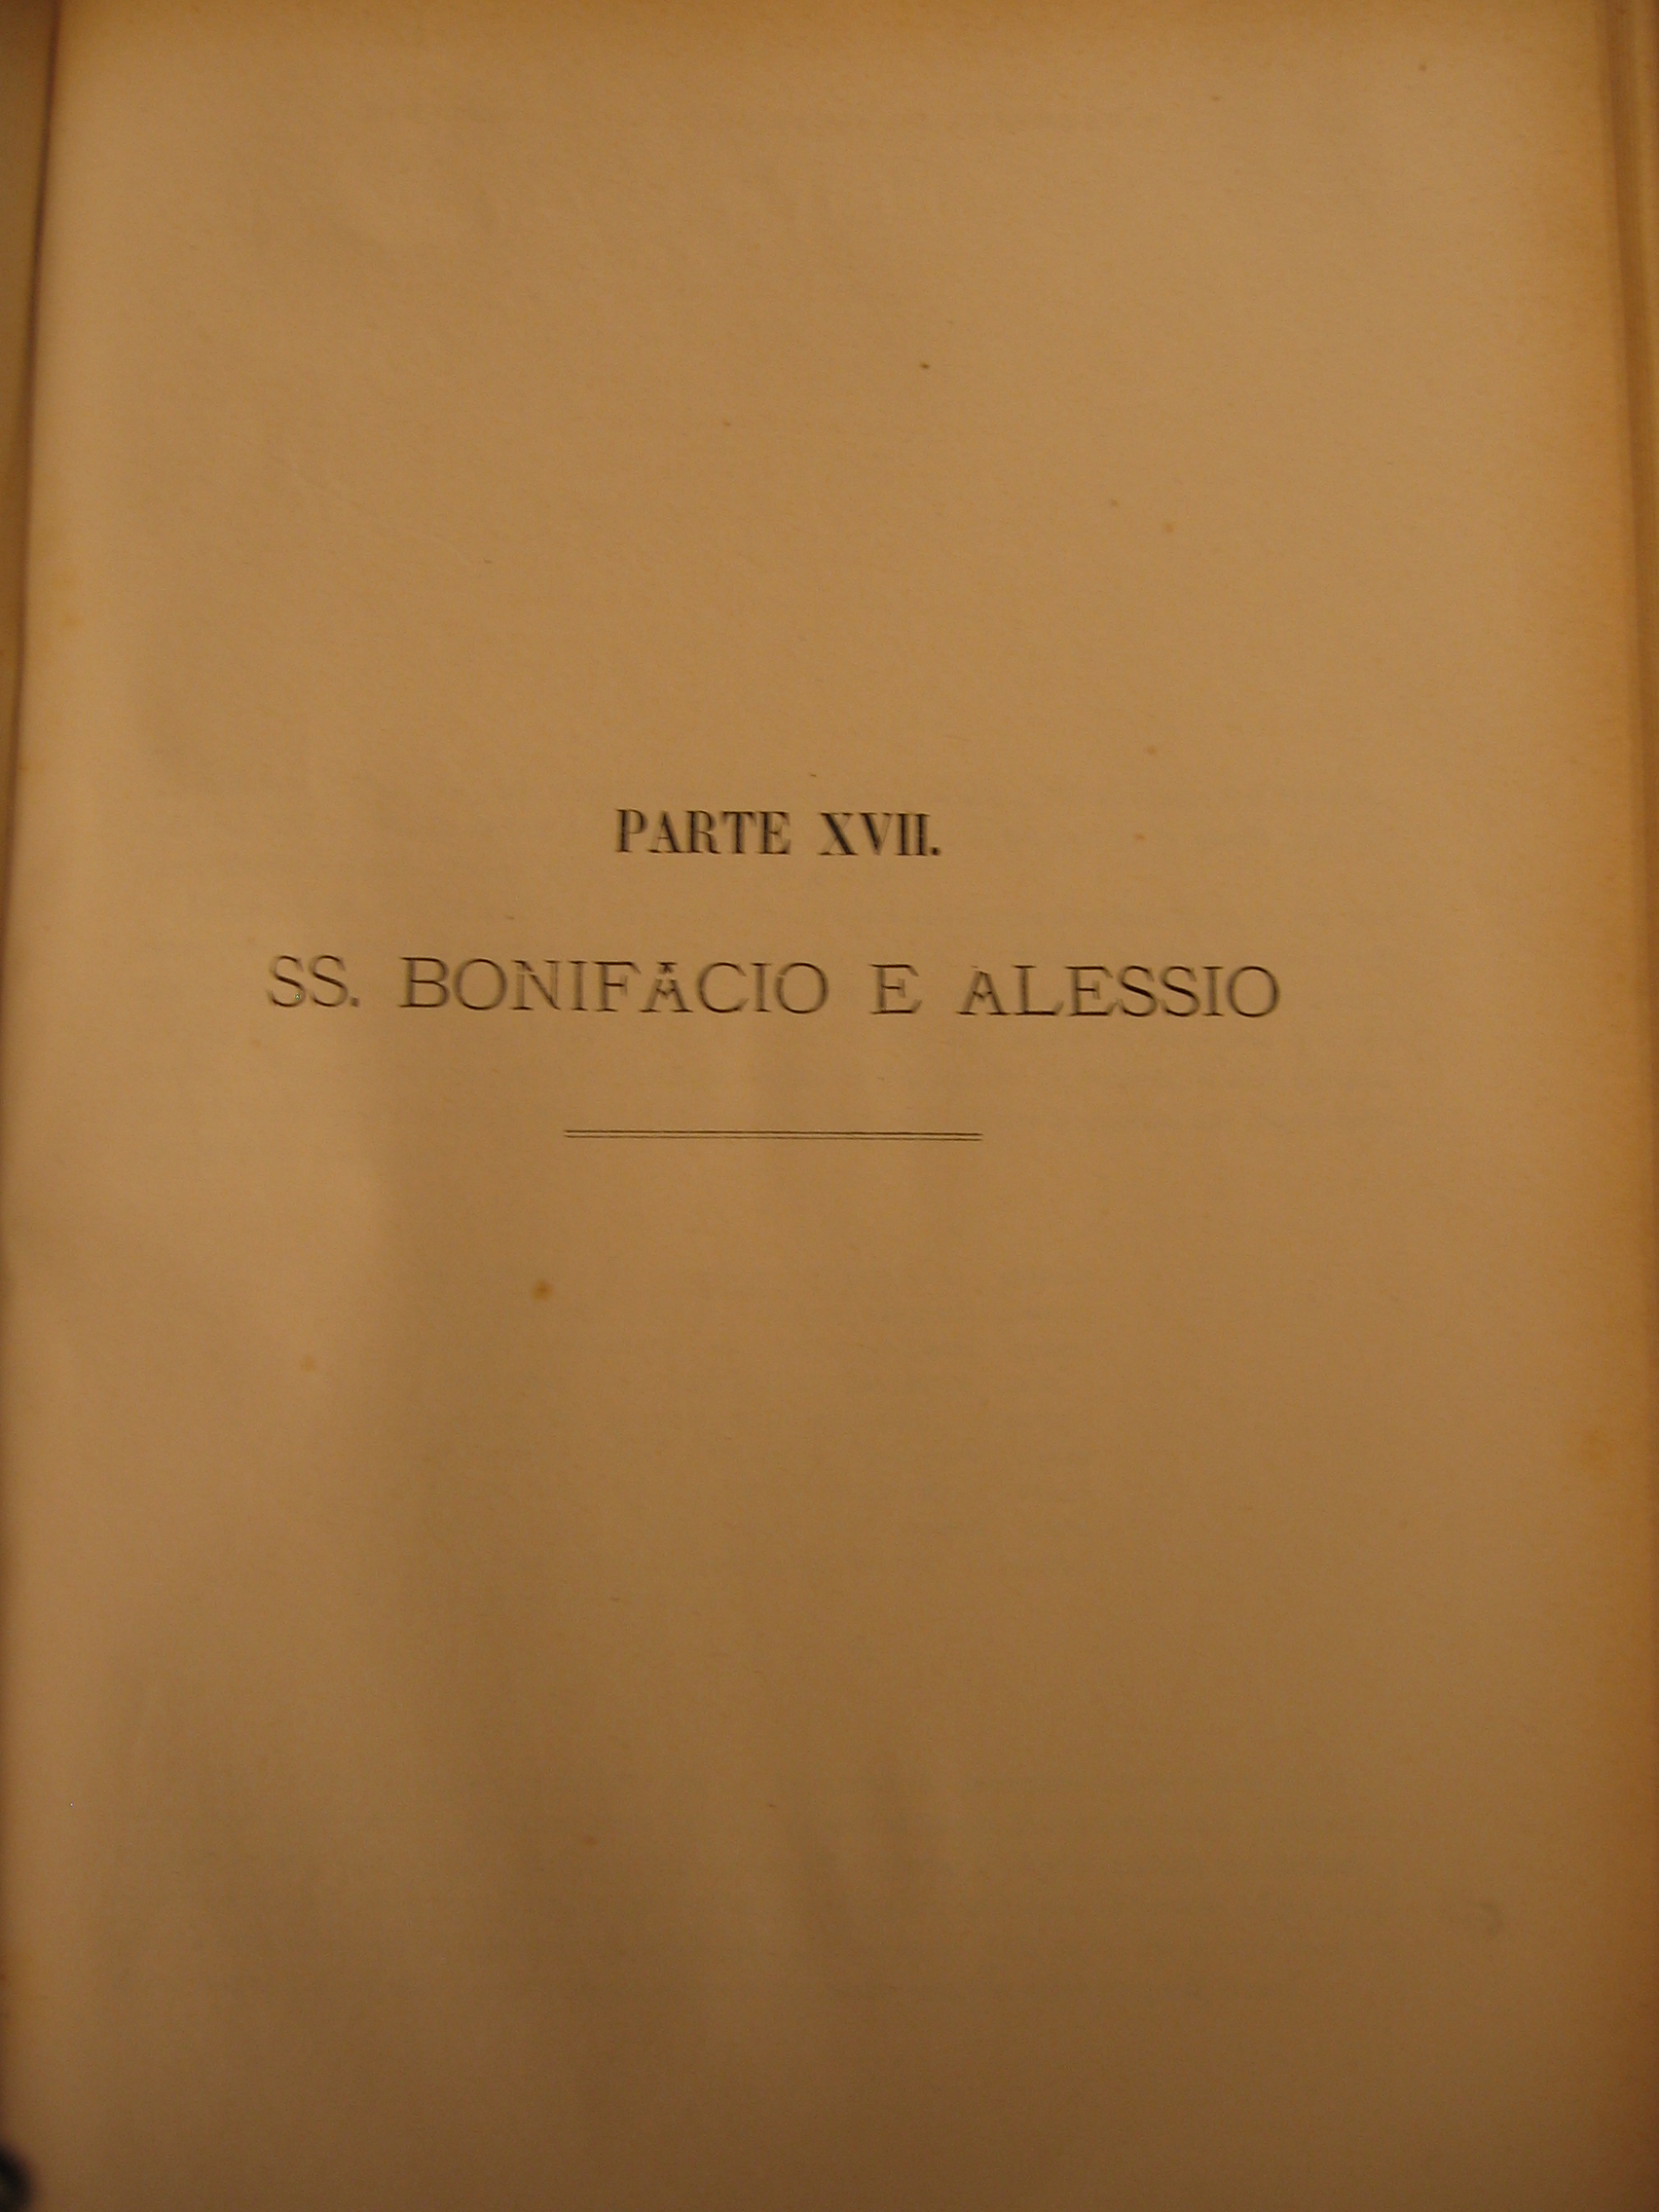 PARTE XVII.
SS. BONIFACIO E ALESSIO